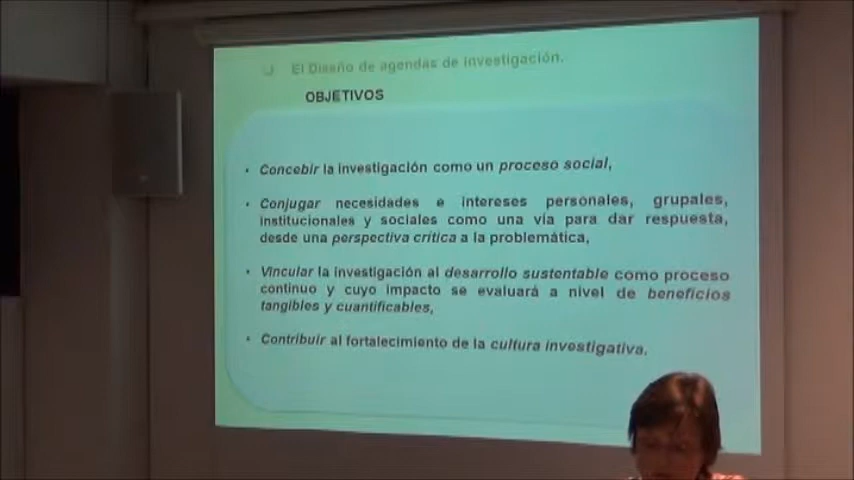 El Diseño de agendas de investigación.
OBJETIVOS
• Concebir la investigación como un proceso social,
• Conjugar necesidades e intereses personales, grupales,
institucionales y sociales como una vía para dar respuesta,
desde una perspectiva crítica a la problemática,
• Vincular la investigación al desarrollo sustentable como proceso
continuo y cuyo impacto se evaluará a nivel de beneficios
tangibles y cuantificables,
• Contribuir al fortalecimiento de la cultura investigativa.